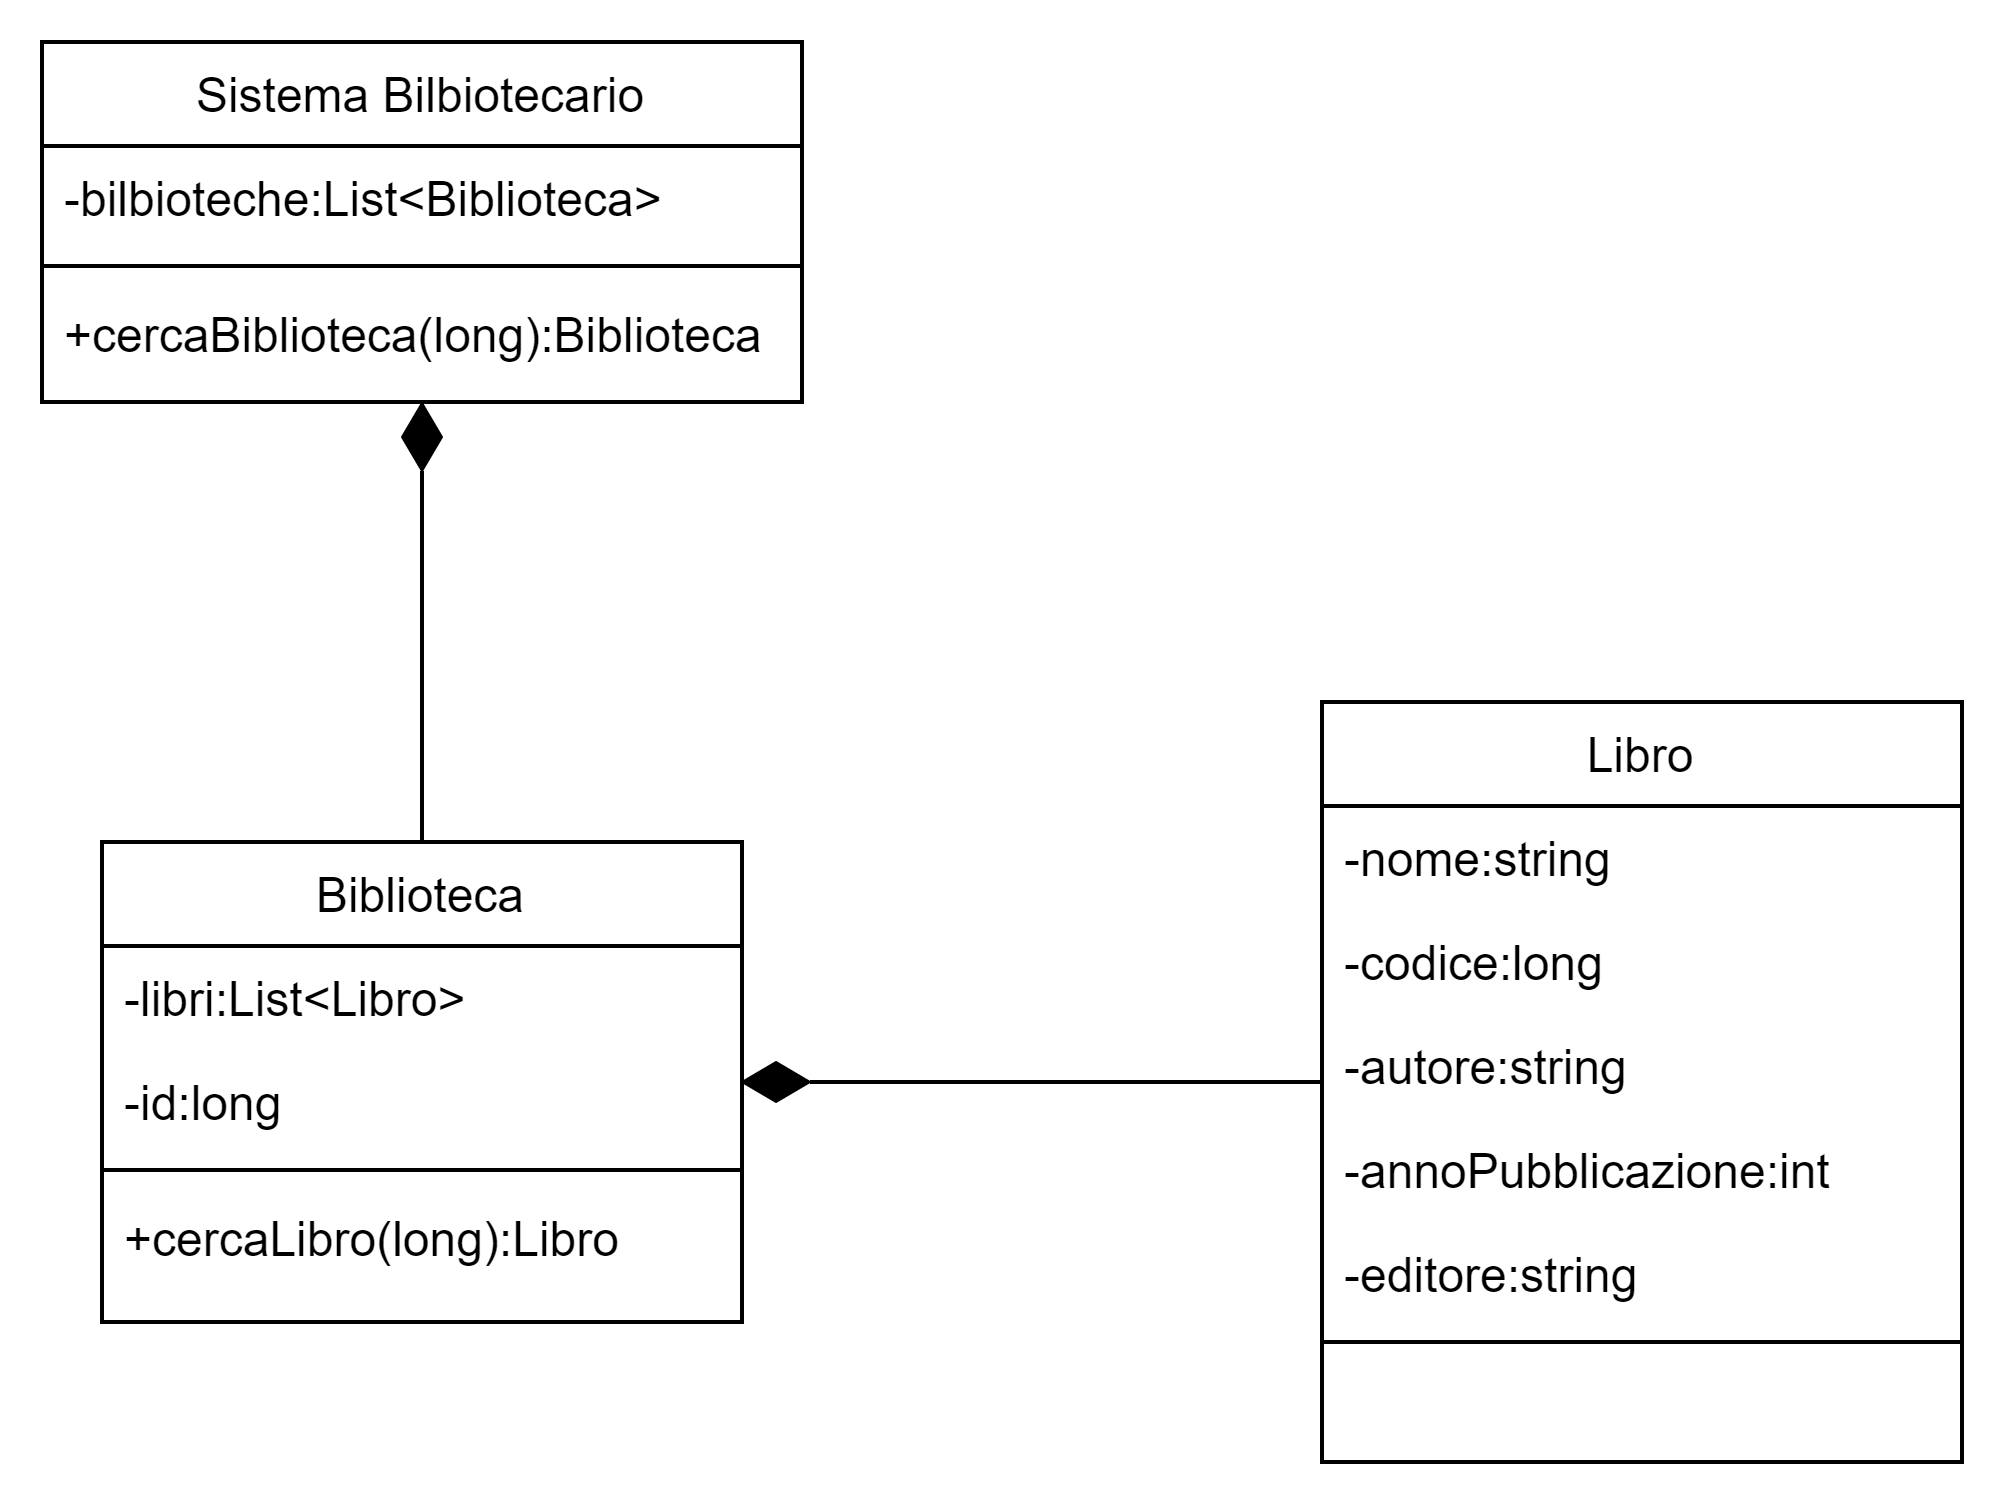 Sistema Bilbiotecario
-bilbioteche:List<Biblioteca>
+cercaBiblioteca(long):Biblioteca
Biblioteca
-libri:List<Libro>
-id:long
+cercaLibro(long):Libro
Libro
-nome:string
-codice:long
-autore:string
-annoPubblicazione:int
-editore:string